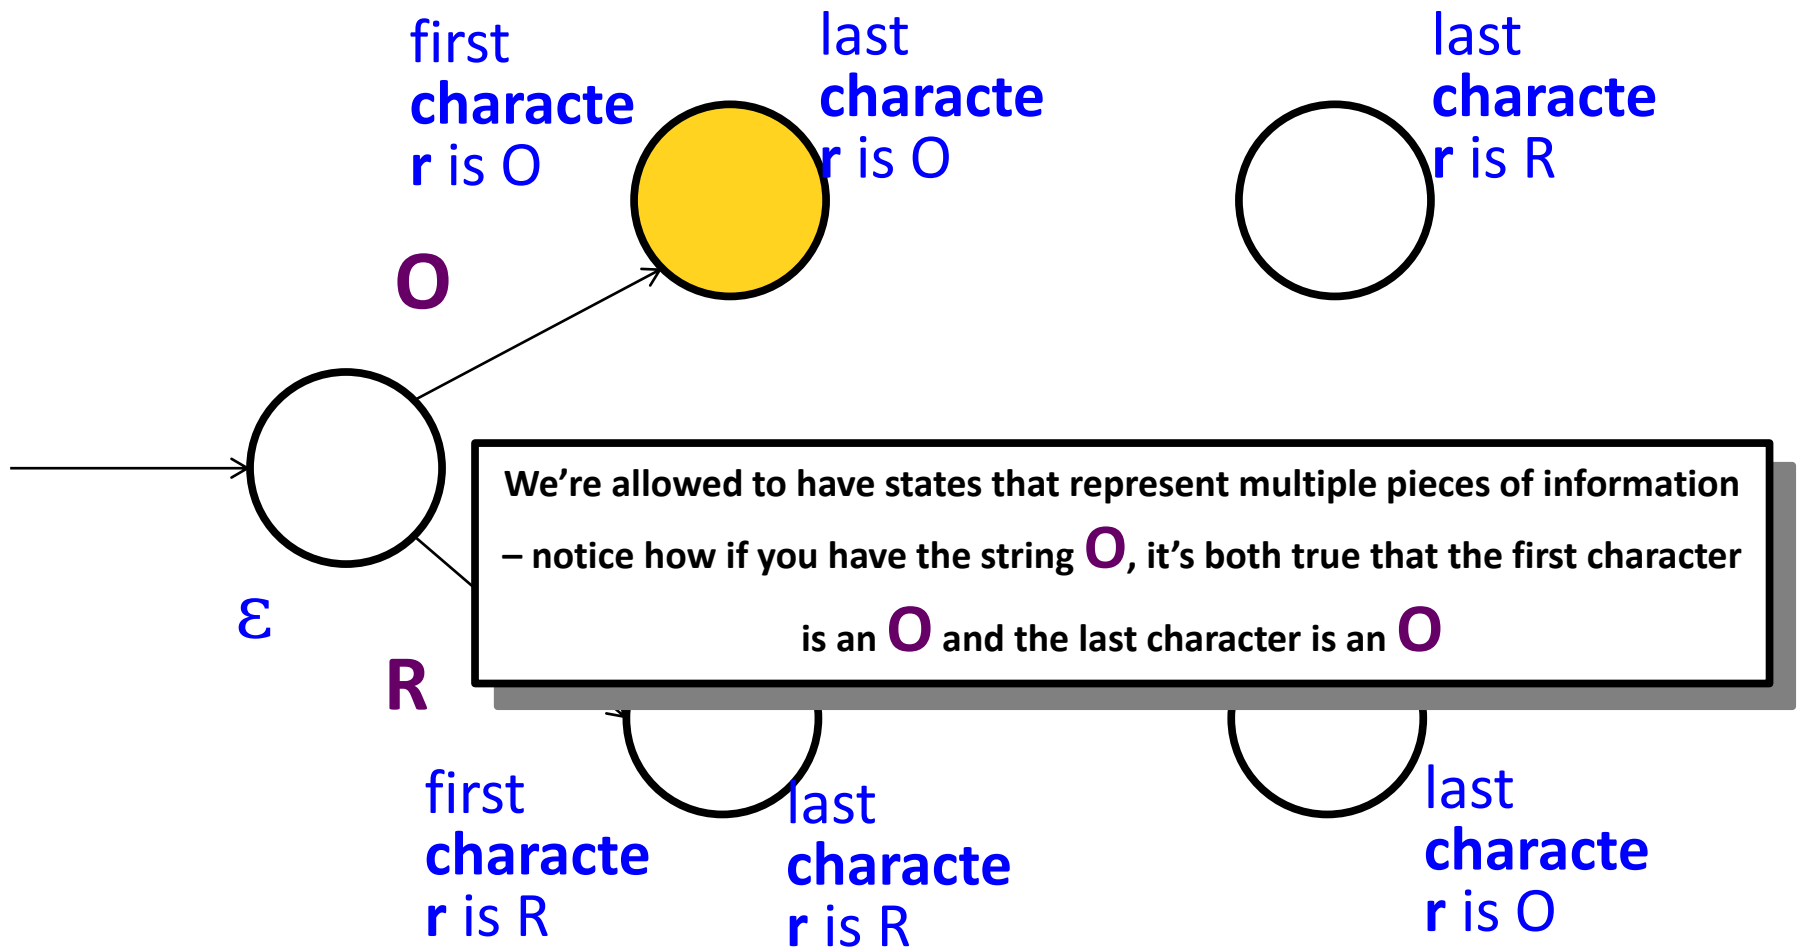 first
characte
r is O
last
characte
r is O
last
characte
r is R
O
We’re allowed to have states that represent multiple pieces of information
– notice how if you have the string O, it’s both true that the first character
is an O and the last character is an O
ε
R
first
characte
r is R
last
characte
r is R
last
characte
r is O